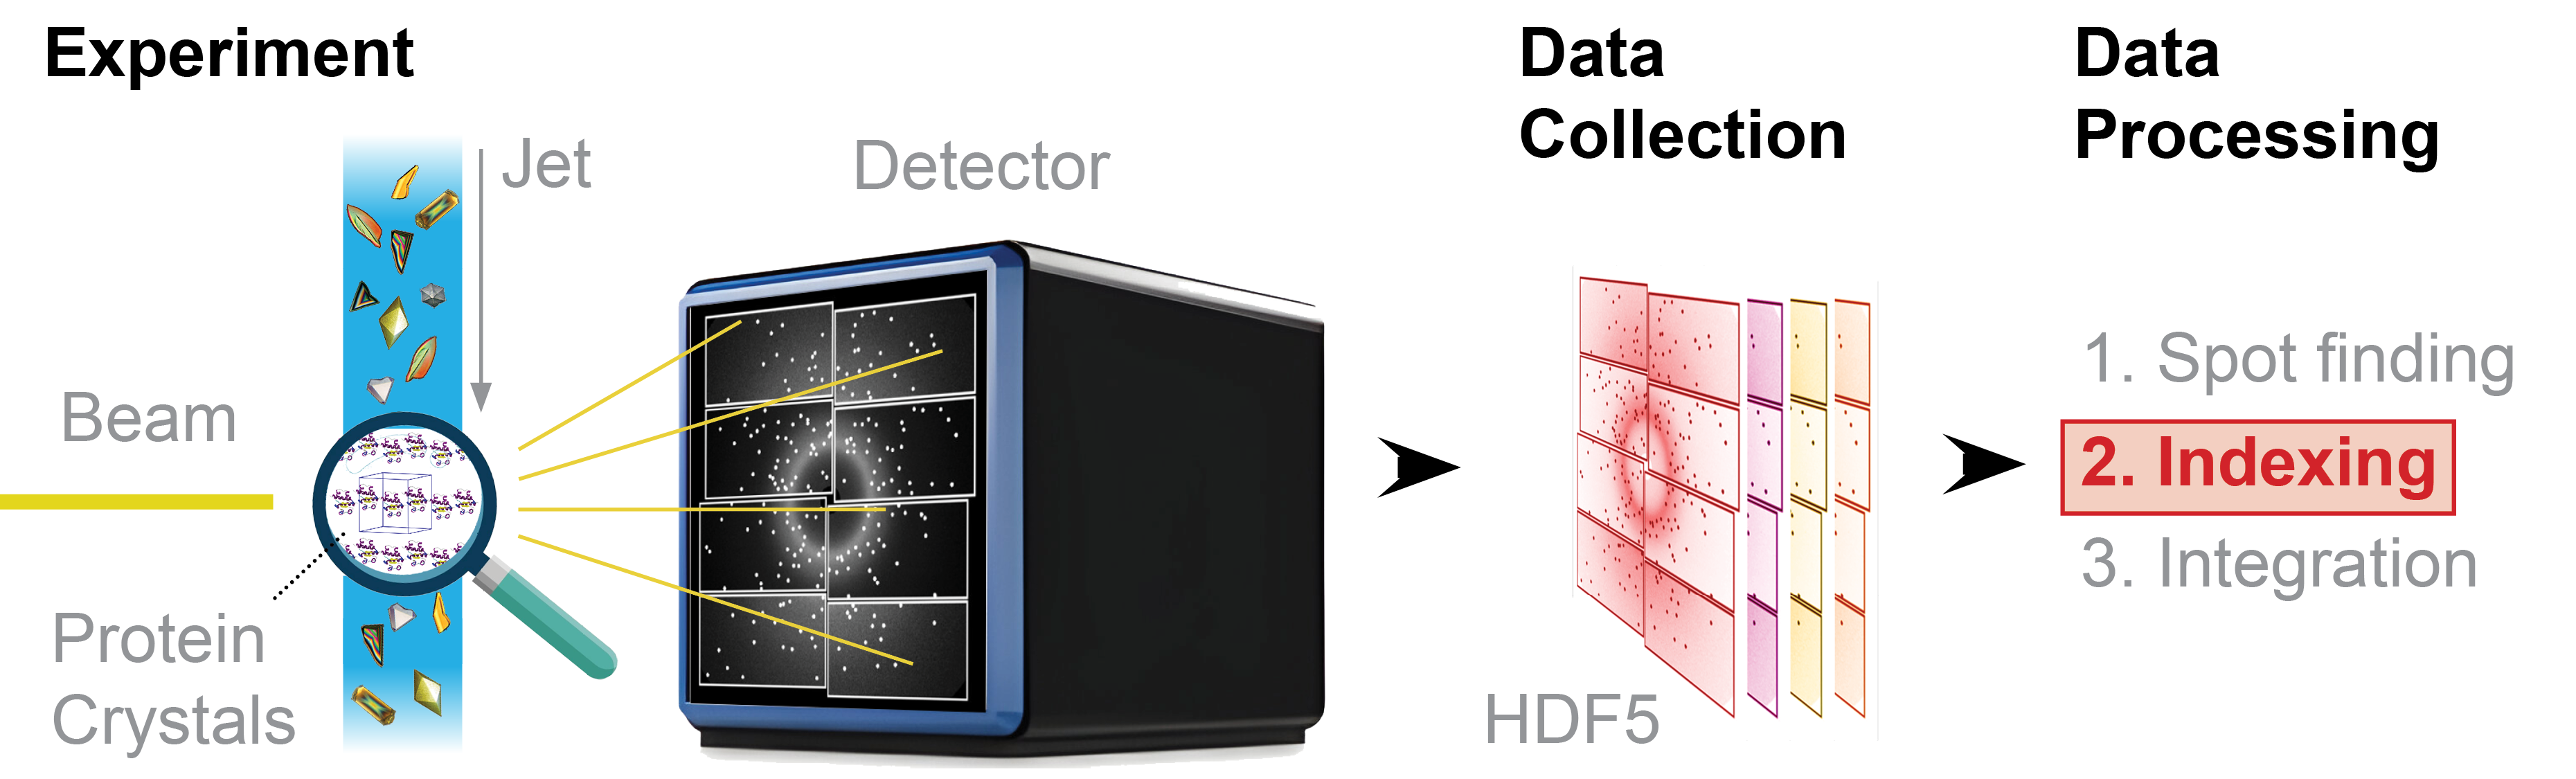 Experiment
Jet
Detector
Beam
Protein
Crystals
Data
Collection
HDF5
Data
Processing
1. Spot finding
2. Indexing
3. Integration